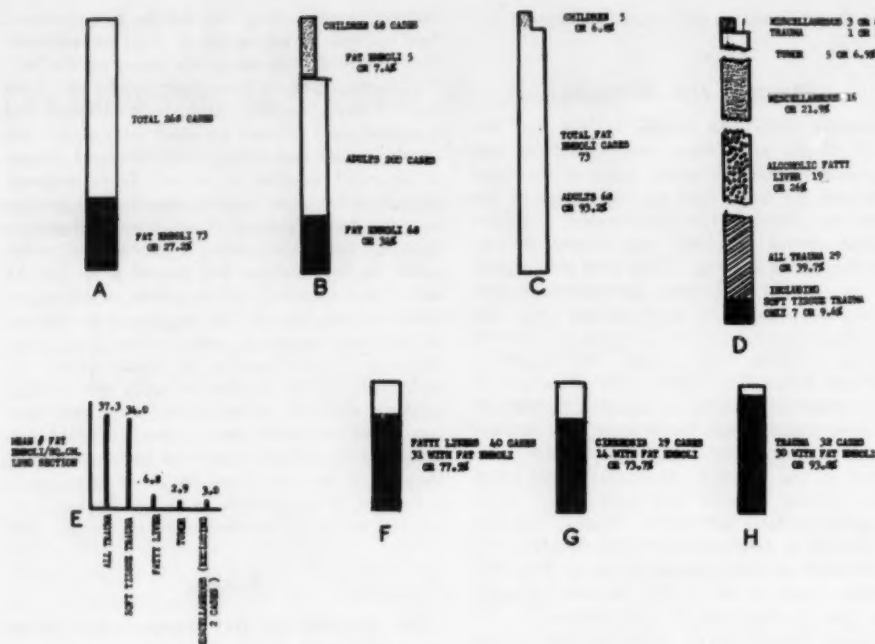 CHILDREN 68 CASES
FAT EMBOLI 5
OR 7.4%
TOTAL 268 CASES
ADULTS 200 CASES
FAT EMBOLI 73
OR 27.2%
FAT EMBOLI 68
OR 34%
A
B
CHILDREN 5
OR 6.8%
TOTAL FAT
EMBOLI CASES
73
ADULTS 68
OR 93.2%
C
MISCELLANEOUS 3 OR
TRAUMA 1 OR
TUMOR 5 OR 6.9%
MISCELLANEOUS 16
OR 21.9%
ALCOHOLIC FATTY
LIVER 19
OR 26%
ALL TRAUMA 29
OR 39.7%
INCLUDING
SOFT TISSUE TRAUMA
ONLY 7 OR 9.6%
D
MEAN # FAT
EMBOLI/SQ.CM.
LUNG SECTION
37.3
34.0
6.8
2.9
3.0
E
ALL TRAUMA
SOFT TISSUE TRAUMA
FATTY LIVER
TUMOR
MISCELLANEOUS (EXCLUDING
2 CASES)
FATTY LIVERS 40 CASES
31 WITH FAT EMBOLI
OR 77.5%
F
CIRRHOSIS 19 CASES
14 WITH FAT EMBOLI
OR 73.7%
G
TRAUMA 32 CASES
30 WITH FAT EMBOLI
OR 93.8%
H